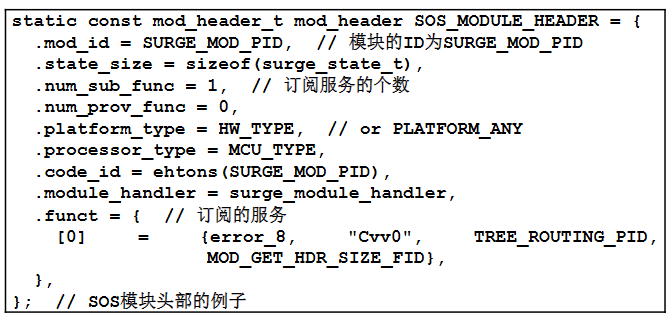 static const mod_header_t mod_header SOS_MODULE_HEADER = {
.mod_id = SURGE_MOD_PID, // 模块的ID为SURGE_MOD_PID
.state_size = sizeof(surge_state_t),
.num_sub_func = 1, // 订阅服务的个数
.num_prov_func = 0,
.platform_type = HW_TYPE, // or PLATFORM_ANY
.processor_type = MCU_TYPE,
.code_id = ehtons(SURGE_MOD_PID),
.module_handler = surge_module_handler,
.funct = { // 订阅的服务
[0] = {error_8, "Cvv0", TREE_ROUTING_PID,
MOD_GET_HDR_SIZE_FID},
},
}; // SOS模块头部的例子